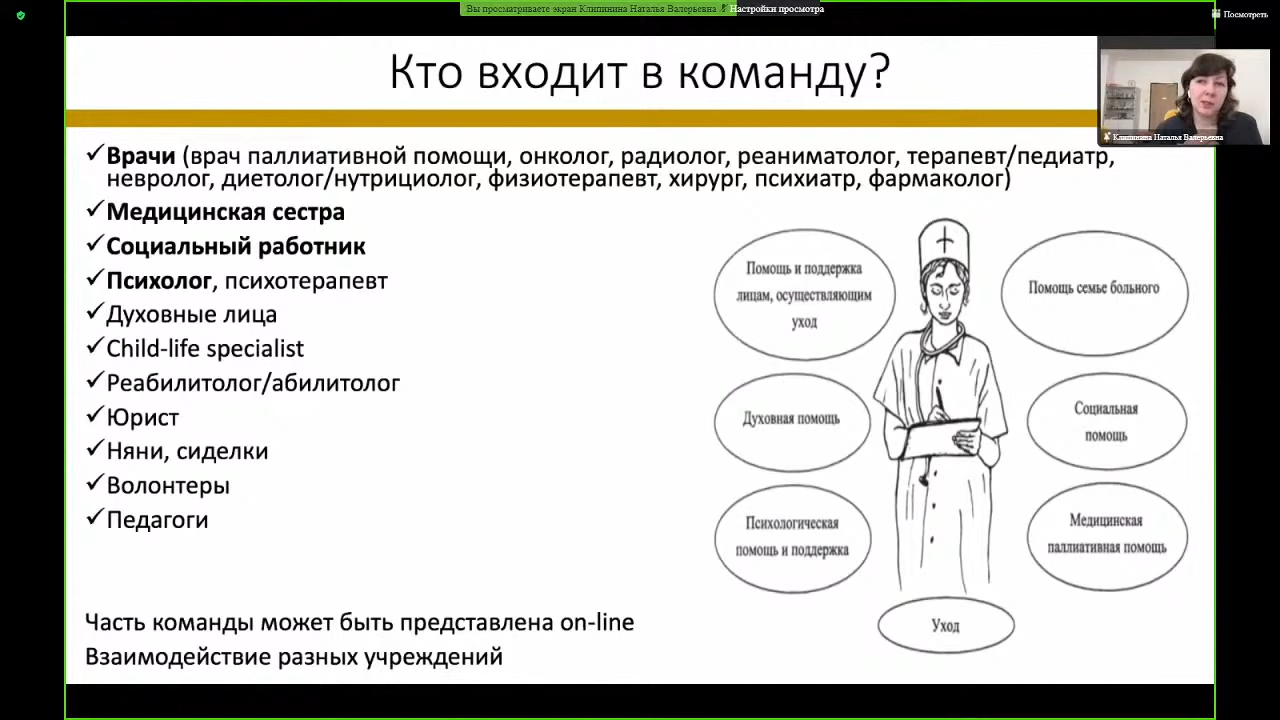 Вы просматриваете экран Клипинина Наталья Валерьевна
Настройки просмотра
Посмотреть
Кто входит в команду?
Клипинина Наталья Валерьевна
✓Врачи (врач паллиативной помощи, онколог, радиолог, реаниматолог, терапевт/педиатр,
невролог, диетолог/нутрициолог, физиотерапевт, хирург, психиатр, фармаколог)
✓Медицинская сестра
✓Социальный работник
✓Психолог, психотерапевт
✓Духовные лица
✓Child-life specialist
✓Реабилитолог/абилитолог
✓Юрист
✓Няни, сиделки
✓Волонтеры
✓Педагоги
Часть команды может быть представлена on-line
Взаимодействие разных учреждений
Помощь и поддержка
лицам, осуществляющим
уход
Помощь семье больного
Духовная помощь
Социальная
помощь
Психологическая
помощь и поддержка
Медицинская
паллиативная помощь
Уход